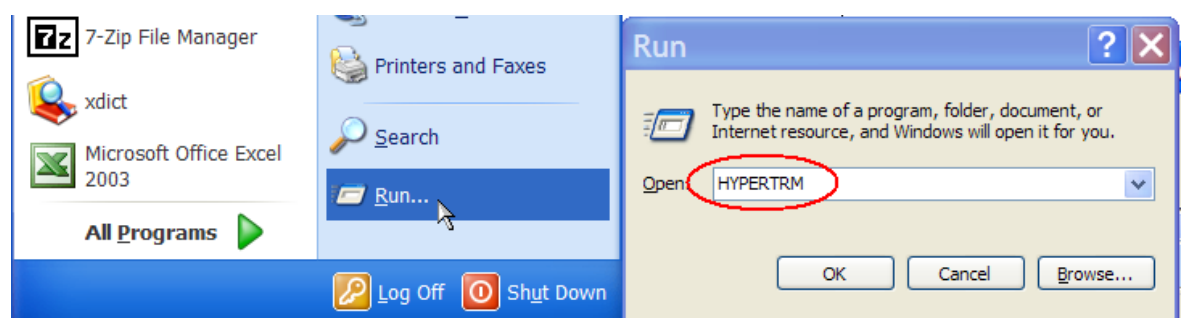 7z 7-Zip File Manager
xdict
Microsoft Office Excel
2003
All Programs
Printers and Faxes
Search
Run...
Log Off
Shut Down
Run
?
Type the name of a program, folder, document, or
Internet resource, and Windows will open it for you.
Open: HYPERTRM
OK Cancel Browse...